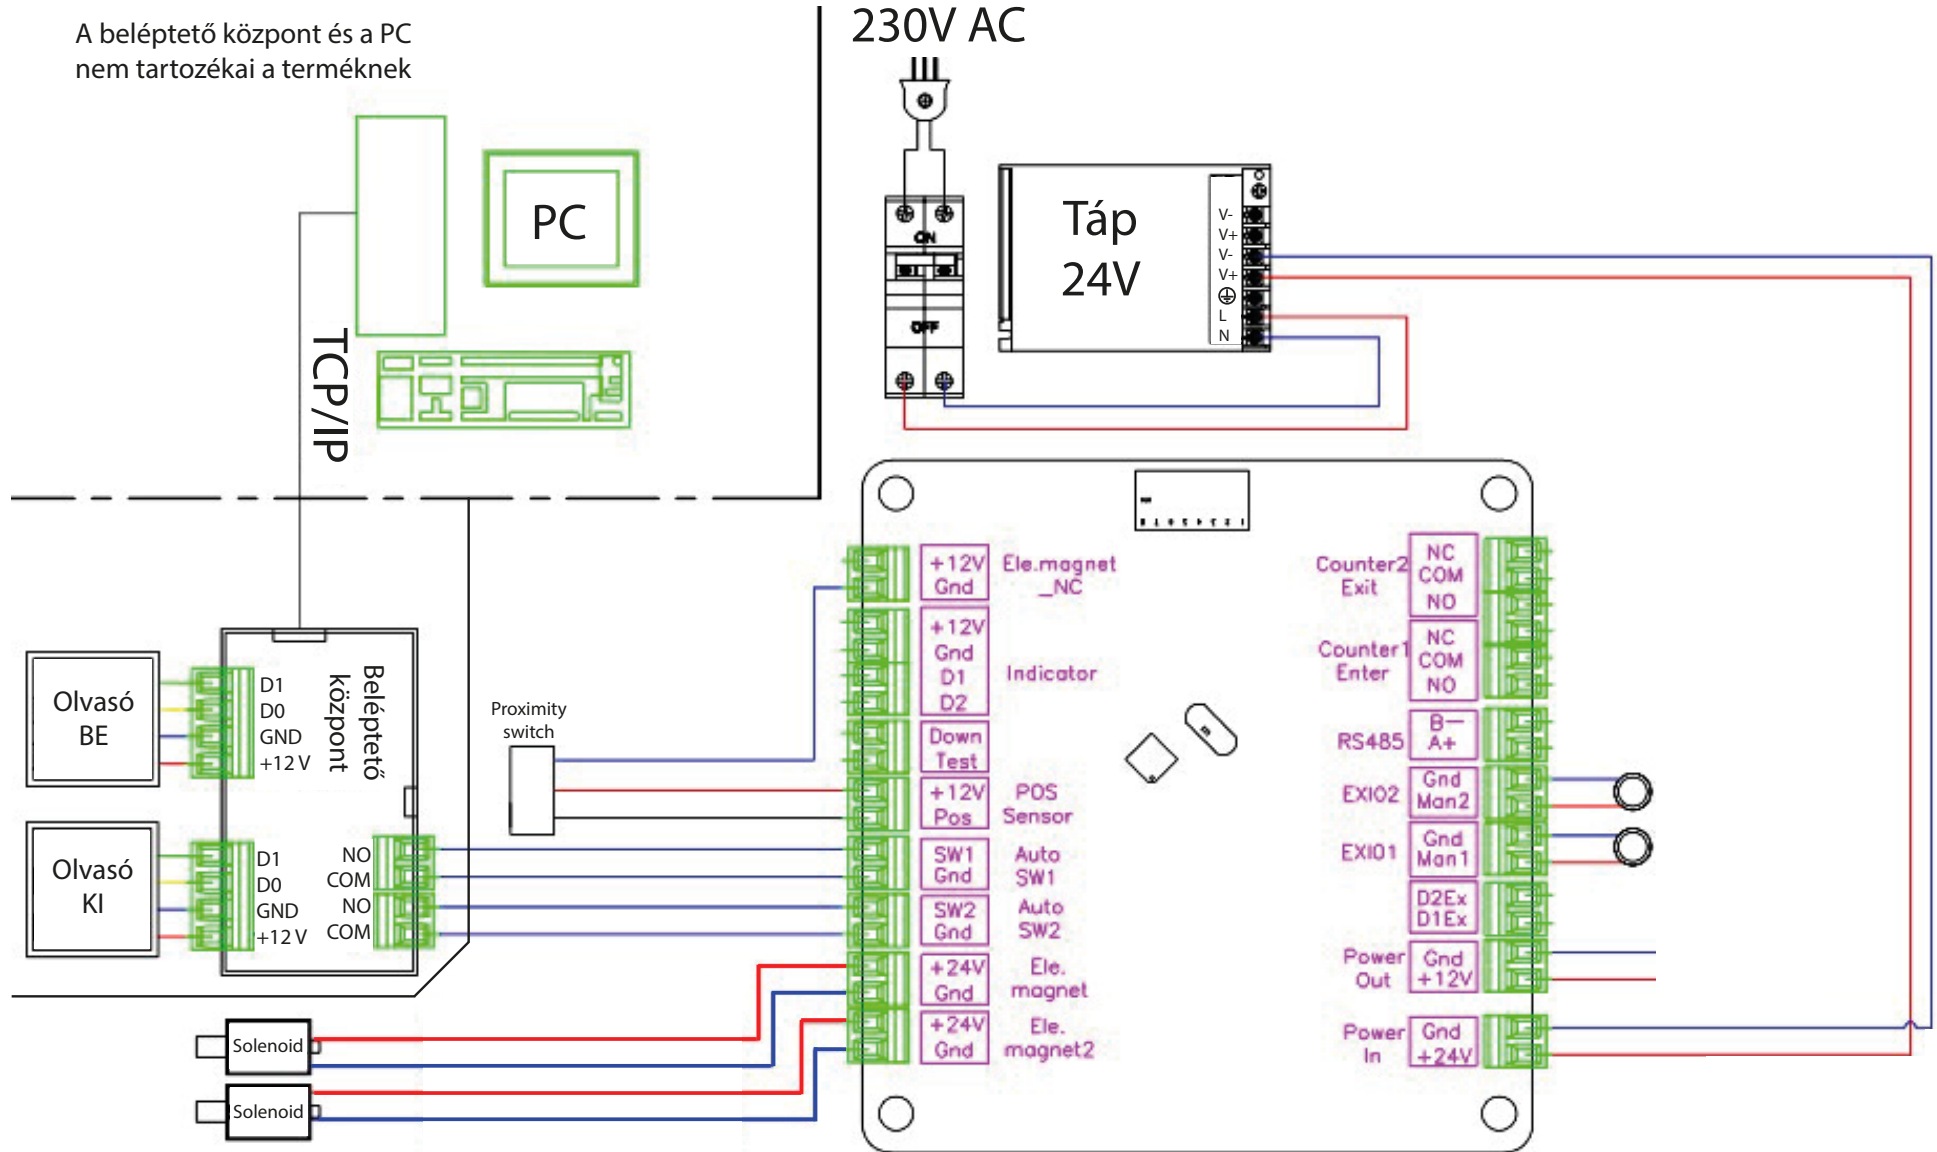 A beléptető központ és a PC
nem tartozékai a terméknek
230V AC
PC
TCP/IP
ON
OFF
Táp
24V
V-
V+
V-
V+
L
N
Olvasó
BE
D1
D0
GND
+12 V
Beléptető
központ
Olvasó
KI
D1
D0
GND
+12 V
NO
COM
NO
COM
Proximity
switch
Solenoid
Solenoid
+12V
Gnd
Ele.magnet
_NC
+12V
Gnd
D1
D2
Indicator
Down
Test
+12V
Pos
POS
Sensor
SW1
Gnd
Auto
SW1
SW2
Gnd
Auto
SW2
+24V
Gnd
Ele.
magnet
+24V
Gnd
Ele.
magnet2
Counter2
Exit
NC
COM
NO
Counter1
Enter
NC
COM
NO
RS485
B-
A+
EXIO2
Gnd
Man2
EXIO1
Gnd
Man1
D2Ex
D1Ex
Power
Out
Gnd
+12V
Power
In
Gnd
+24V